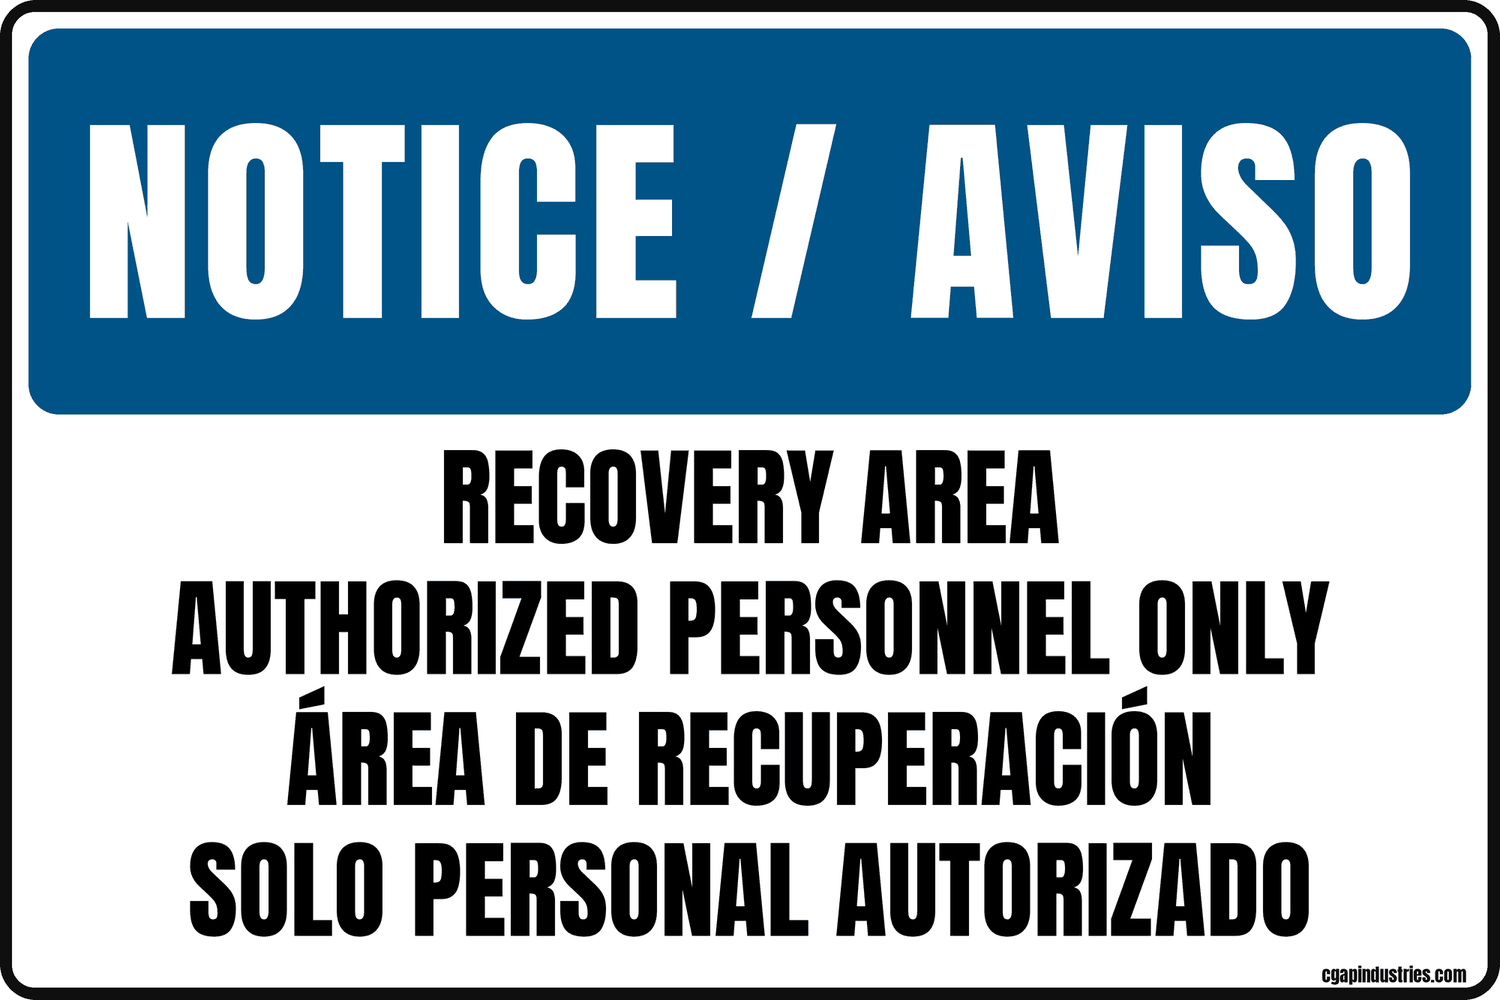 NOTICE / AVISO
RECOVERY AREA
AUTHORIZED PERSONNEL ONLY
ÁREA DE RECUPERACIÓN
SOLO PERSONAL AUTORIZADO
cgapindustries.com